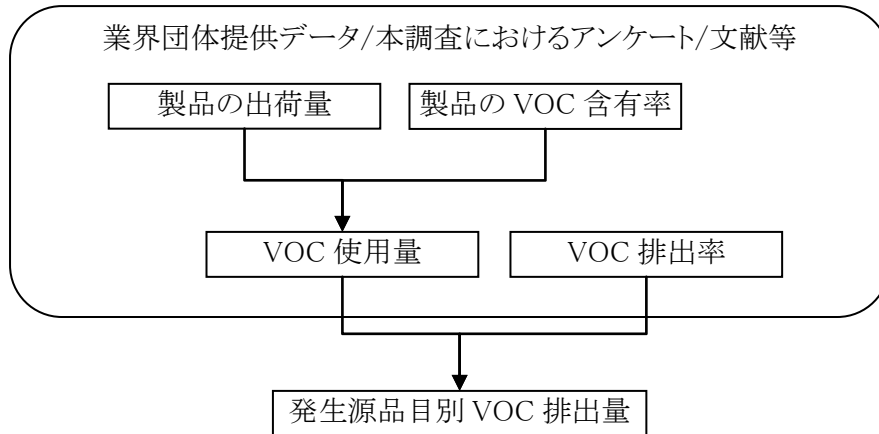 業界団体提供データ/本調査におけるアンケート/文献等
製品の出荷量
製品の VOC 含有率
VOC 使用量
VOC 排出率
発生源品目別 VOC 排出量